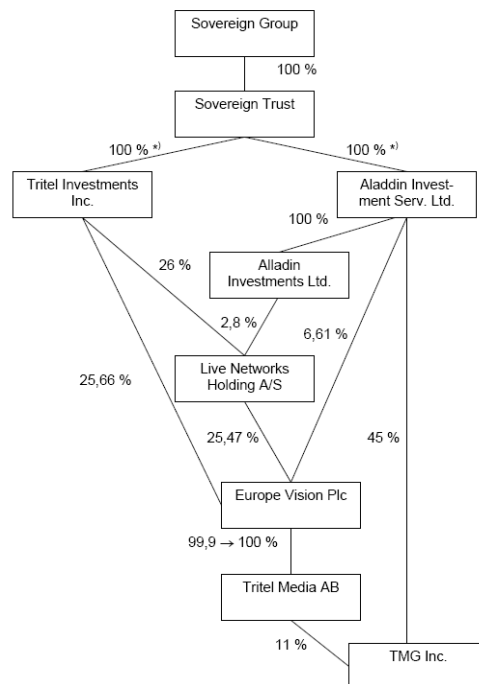 Sovereign Group
100 %
Sovereign Trust
100 % *)
100 % *)
Tritel Investments
Inc.
Aladdin Invest-
ment Serv. Ltd.
100 %
26 %
Alladin
Investments Ltd.
2,8 %
6,61 %
Live Networks
Holding A/S
25,66 %
25,47 %
45 %
Europe Vision Plc
99,9 → 100 %
Tritel Media AB
11 %
TMG Inc.